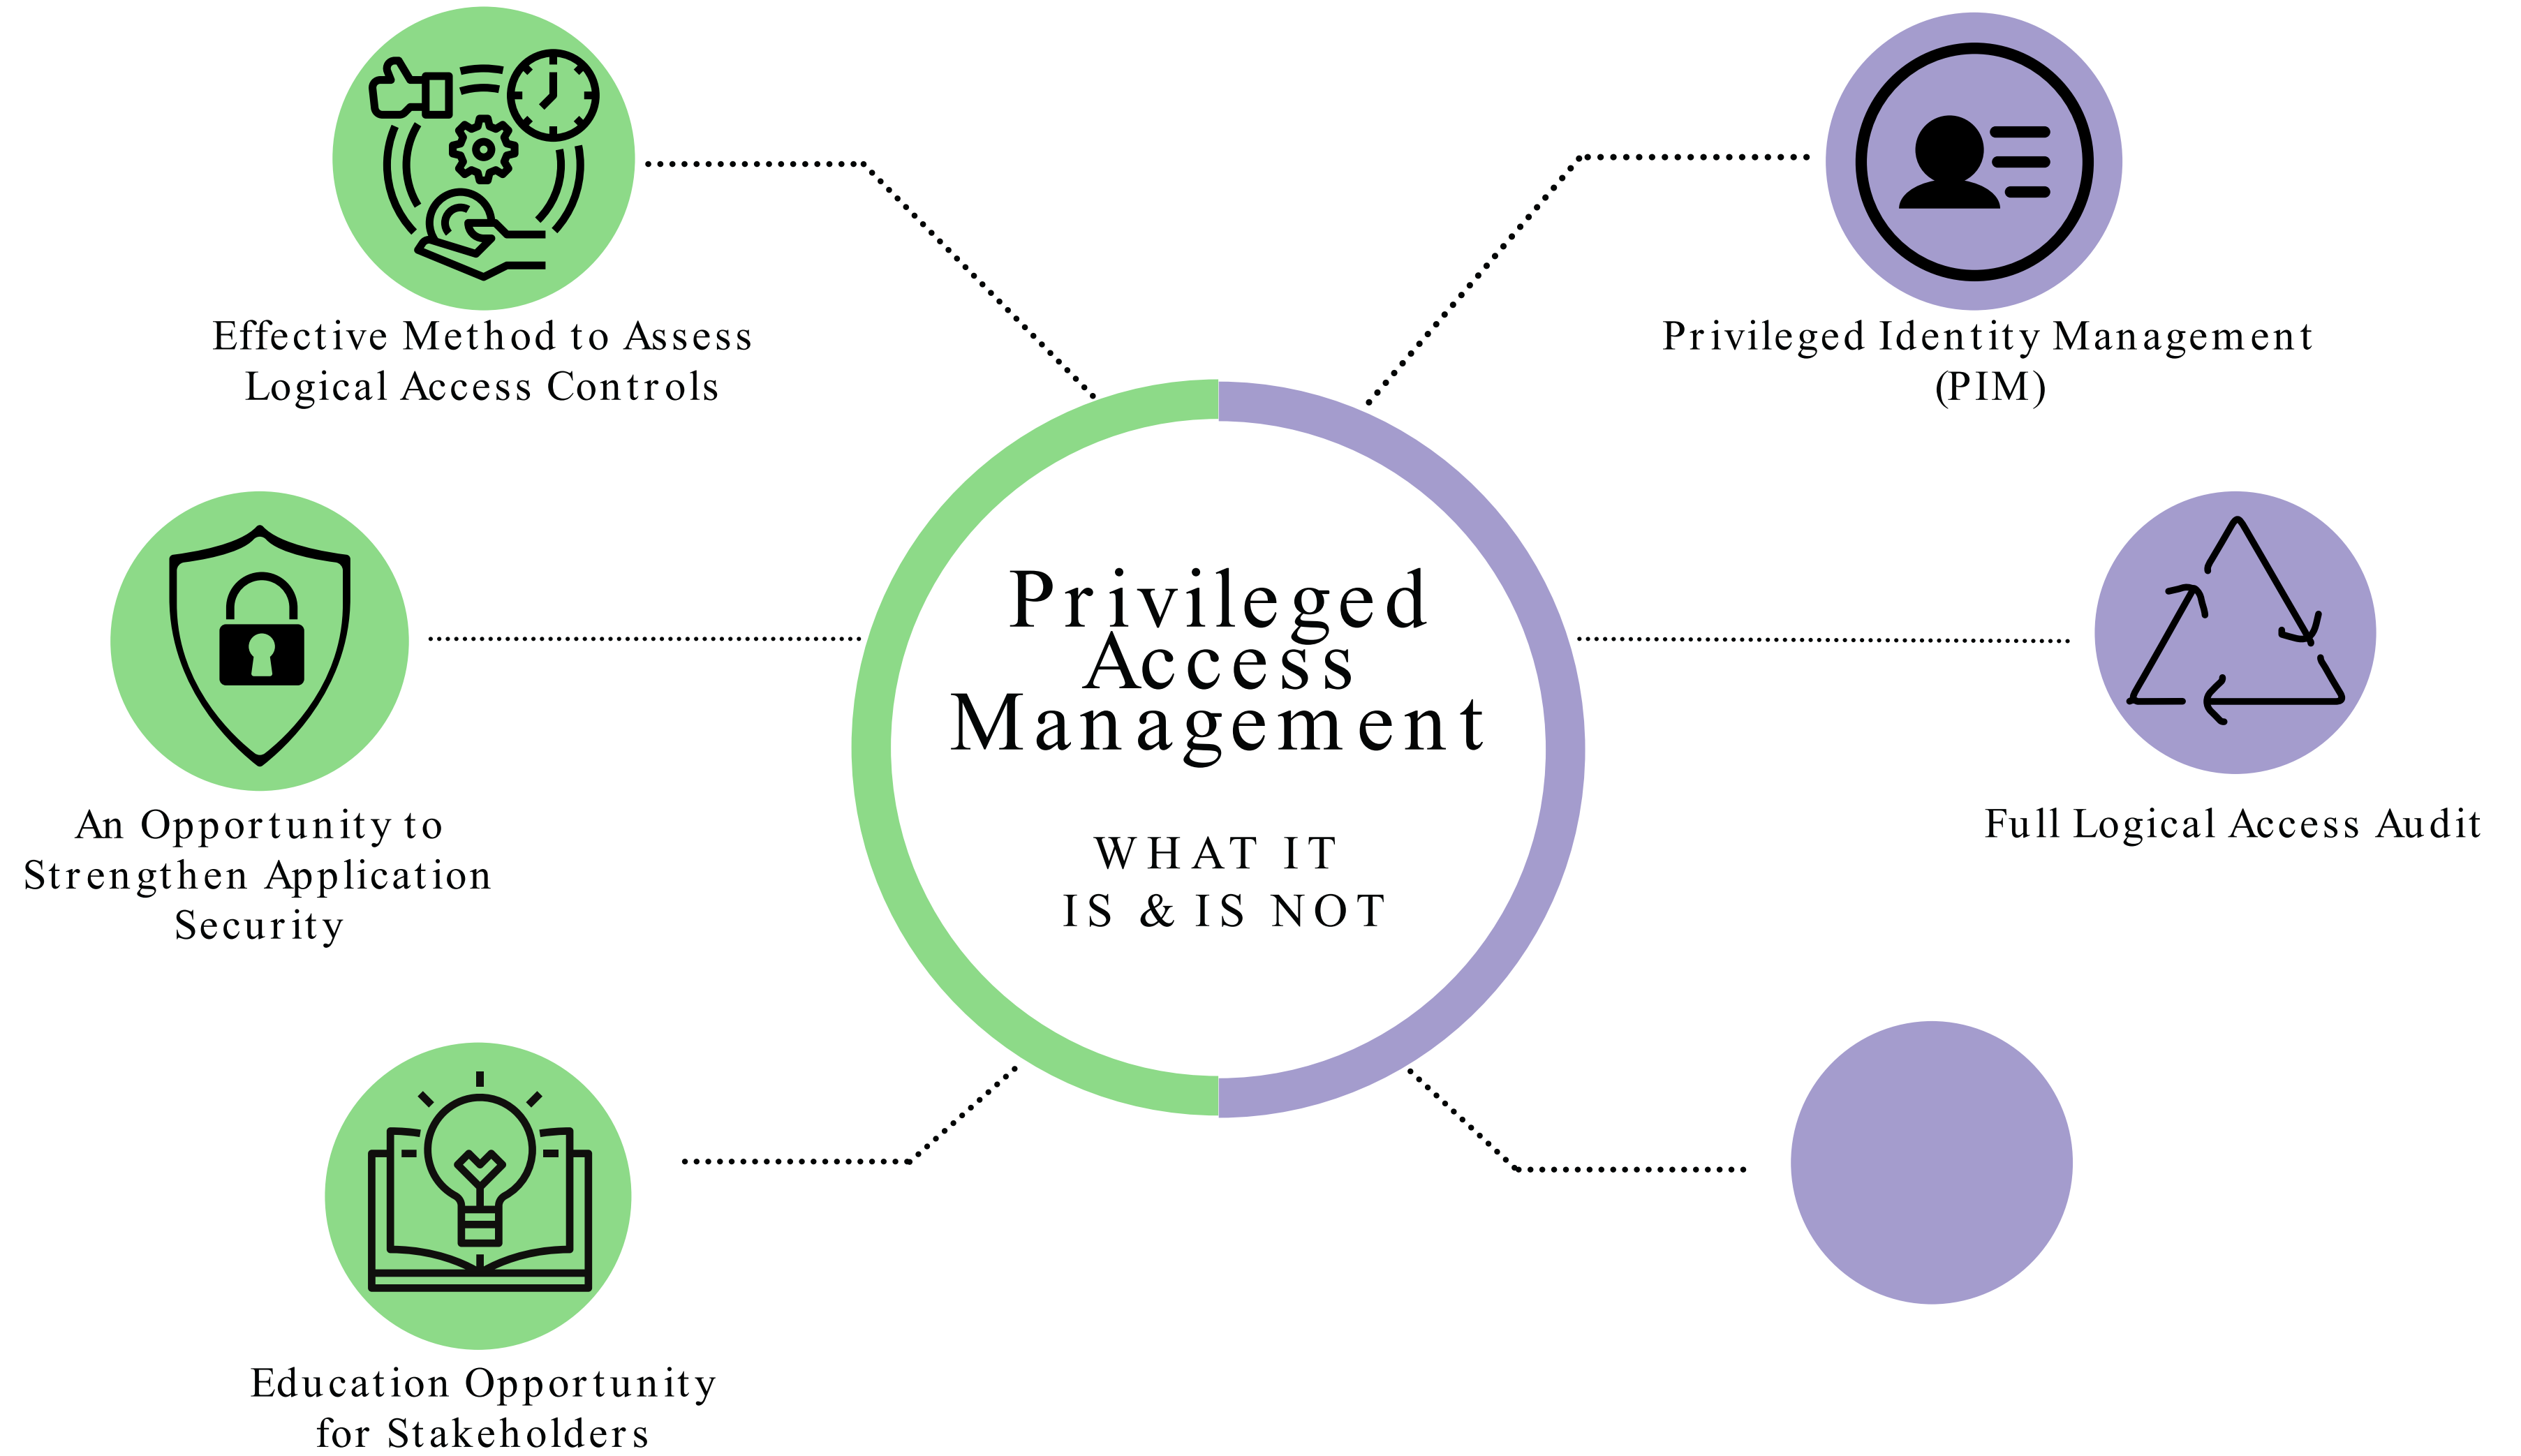 Effective Method to Assess
Logical Access Controls
Privileged Identity Management
(PIM)
Privileged
Access
Management
WHAT IT
IS & IS NOT
An Opportunity to
Strengthen Application
Security
Full Logical Access Audit
Education Opportunity
for Stakeholders